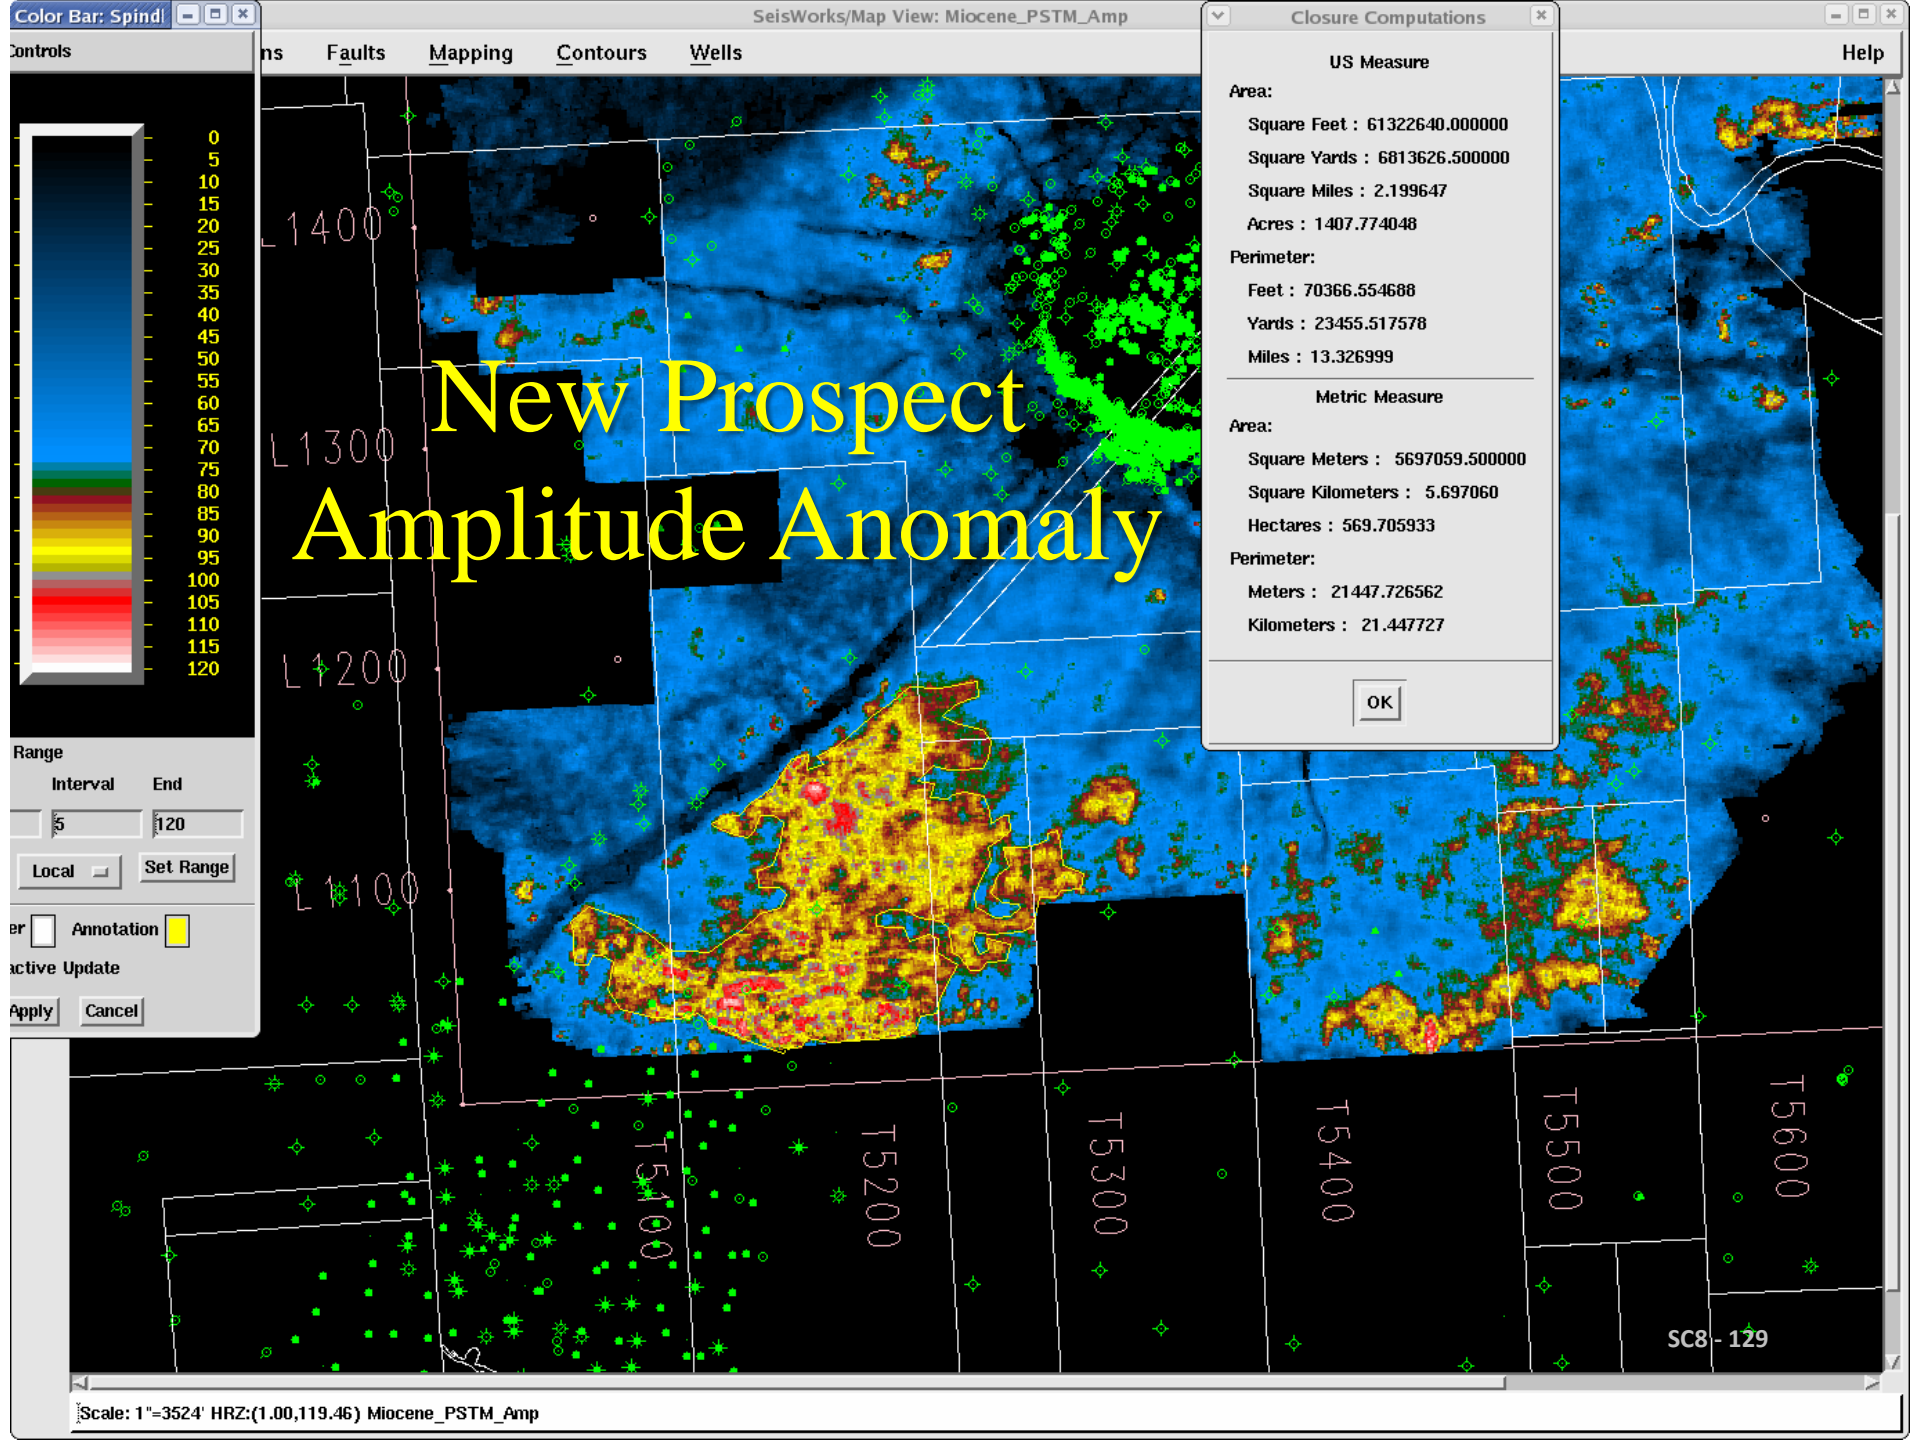 Color Bar: Spindl
Controls
0
5
10
15
20
25
30
35
40
45
50
55
60
65
70
75
80
85
90
95
100
105
110
115
120
Range
Interval End
5 120
Local Set Range
er Annotation
active Update
Apply Cancel
SeisWorks/Map View: Miocene_PSTM_Amp
ns Faults Mapping Contours Wells Help
L1400
L1300
L1200
L1100
New Prospect
Amplitude Anomaly
Closure Computations
US Measure
Area:
Square Feet : 61322640.000000
Square Yards : 6813626.500000
Square Miles : 2.199647
Acres : 1407.774048
Perimeter:
Feet : 70366.554688
Yards : 23455.517578
Miles : 13.326999
Metric Measure
Area:
Square Meters : 5697059.500000
Square Kilometers : 5.697060
Hectares : 569.705933
Perimeter:
Meters : 21447.726562
Kilometers : 21.447727
OK
T5100
T5200
T5300
T5400
T5500
T5600
SC8 - 129
Scale: 1"=3524' HRZ:(1.00,119.46) Miocene_PSTM_Amp